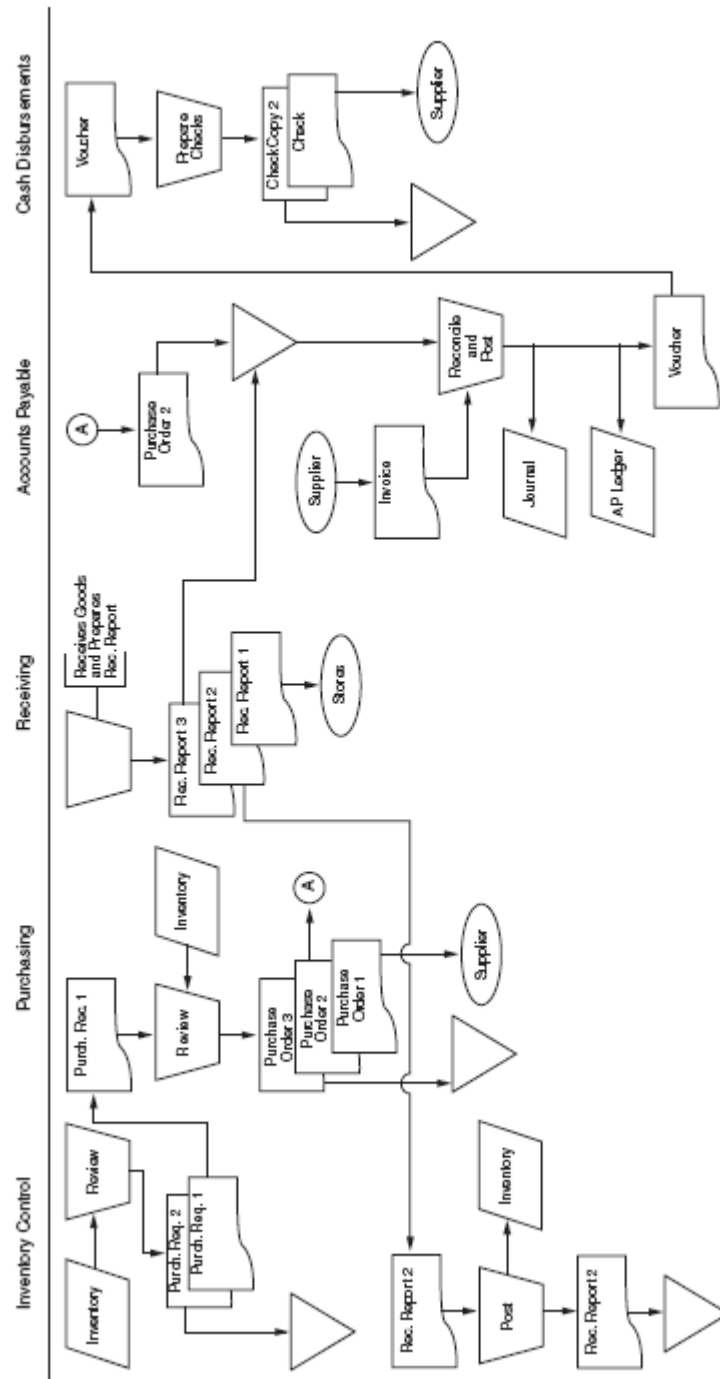 Inventory Control
Purchasing
Receiving
Accounts Payable
Cash Disbursements
Inventory
Review
Purch. Req. 2
Purch. Req. 1
Rec. Report 2
Post
Inventory
Rec. Report 2
Purch. Rec. 1
Review
Inventory
Purchase
Order 3
Purchase
Order 2
Purchase
Order 1
A
Supplier
Receives Goods
and Prepares
Rec. Report
Rec. Report 3
Rec. Report 2
Rec. Report 1
Stores
A
Purchase
Order 2
Supplier
Invoice
Reconcile
and
Post
Journal
AP Ledger
Voucher
Voucher
Prepare
Checks
Check Copy 2
Check
Supplier